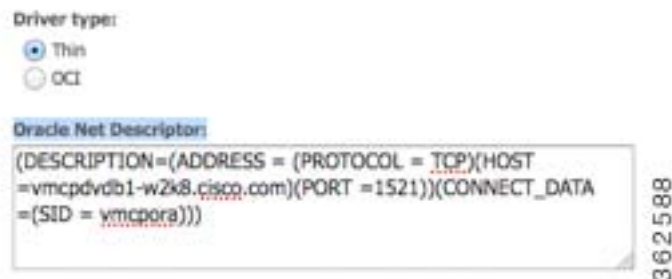 Driver type:
Thin
OCI
Oracle Net Descriptor:
(DESCRIPTION=(ADDRESS = (PROTOCOL = TCP)(HOST
=vmcpdvdb1-w2k8.cisco.com)(PORT =1521))(CONNECT_DATA
=(SID = vmcpora)))
362588